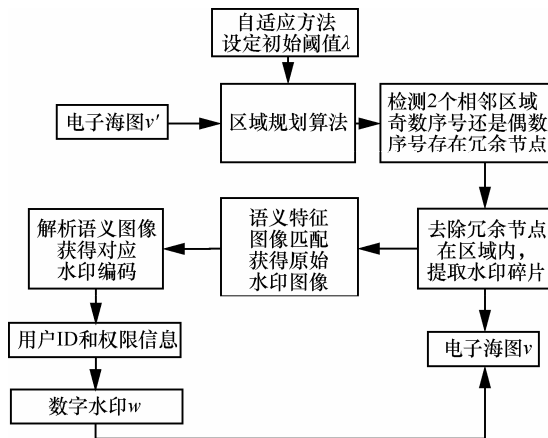 自适应方法
设定初始阈值λ
电子海图v′
区域规划算法
检测2个相邻区域
奇数序号还是偶数
序号存在冗余节点
解析语义图像
获得对应
水印编码
语义特征
图像匹配
获得原始
水印图像
去除冗余节点
在区域内,
提取水印碎片
用户ID和权限信息
电子海图v
数字水印w